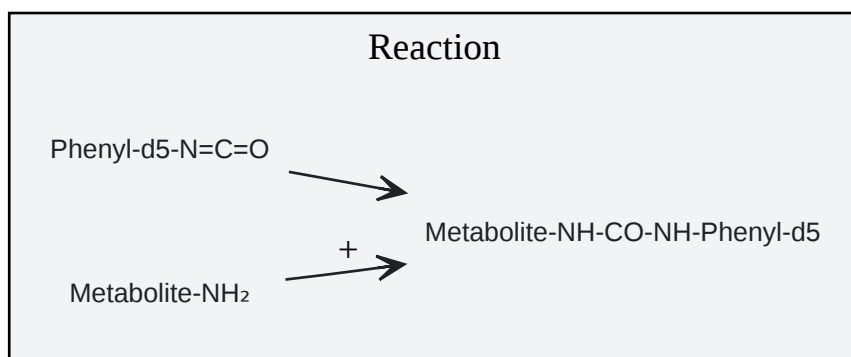 Reaction
Phenyl-d5-N=C=O
Metabolite-NH-CO-NH-Phenyl-d5
+
Metabolite-NH₂